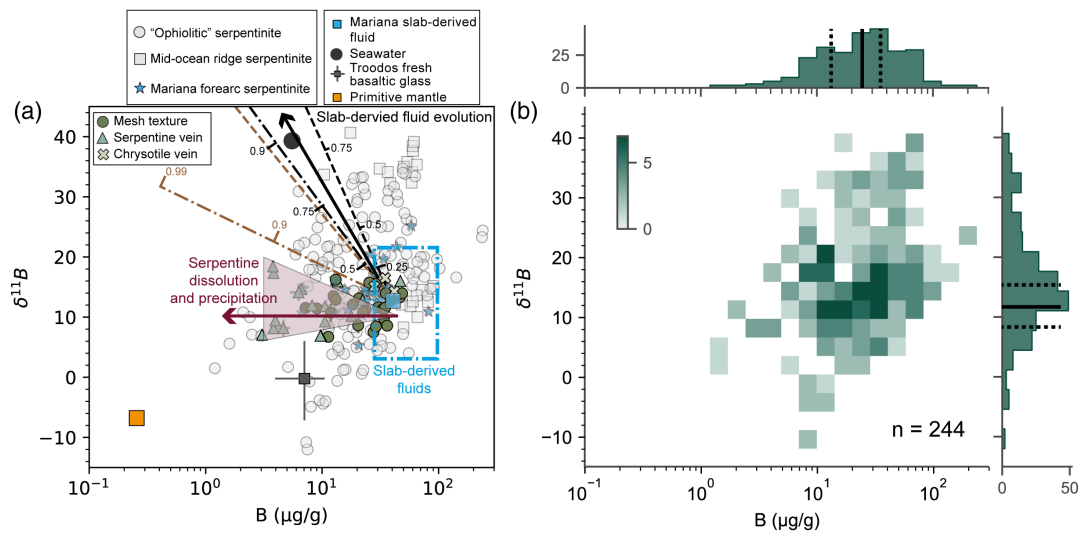 "Ophiolitic" serpentinite
Mid-ocean ridge serpentinite
Mariana forearc serpentinite
Mariana slab-derived
fluid
Seawater
Troodos fresh
basaltic glass
Primitive mantle
(a)
Mesh texture
Serpentine vein
Chrysotile vein
Slab-dervied fluid evolution
0.9
0.75
0.99
0.75
0.9
0.5
0.5
0.25
Serpentine
dissolution
and precipitation
Slab-derived
fluids
40
30
20
10
0
−10
δ¹¹B
10⁻¹
10⁰
10¹
10²
B (μg/g)
25
0
(b)
5
0
n = 244
40
30
20
10
0
−10
10⁻¹
10⁰
10¹
10²
B (μg/g)
0
50